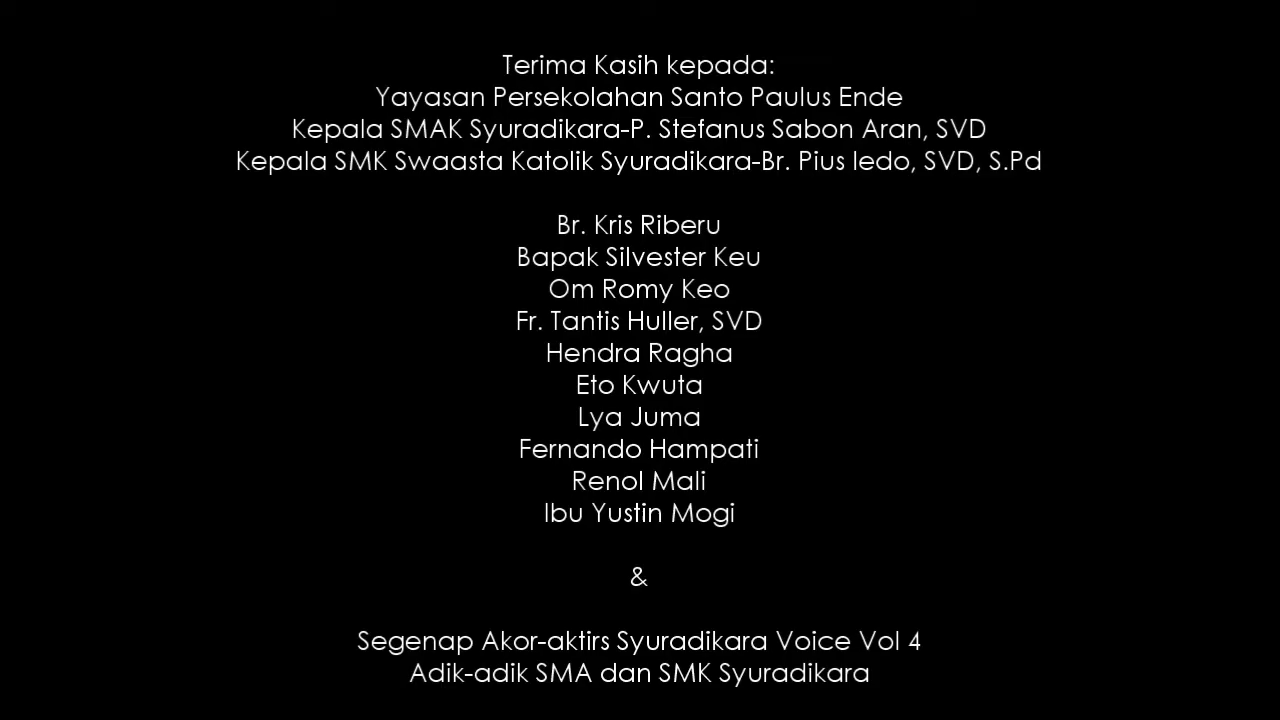 Terima Kasih kepada:
Yayasan Persekolahan Santo Paulus Ende
Kepala SMAK Syuradikara-P. Stefanus Sabon Aran, SVD
Kepala SMK Swaasta Katolik Syuradikara-Br. Pius Iedo, SVD, S.Pd
Br. Kris Riberu
Bapak Silvester Keu
Om Romy Keo
Fr. Tantis Huller, SVD
Hendra Ragha
Eto Kwuta
Lya Juma
Fernando Hampati
Renol Mali
Ibu Yustin Mogi
&
Segenap Akor-aktirs Syuradikara Voice Vol 4
Adik-adik SMA dan SMK Syuradikara